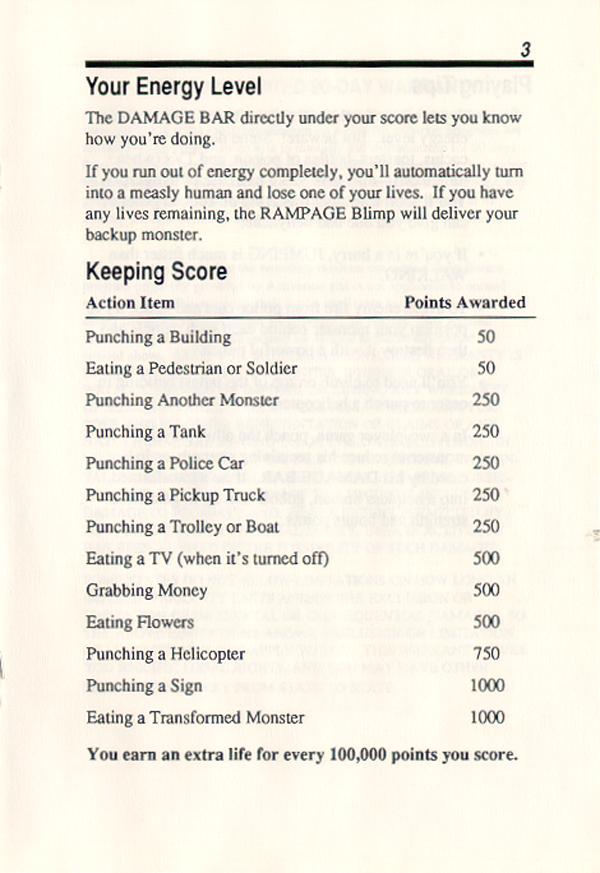 3
Your Energy Level
The DAMAGE BAR directly under your score lets you know
how you're doing.
If you run out of energy completely, you'll automatically turn
into a measly human and lose one of your lives. If you have
any lives remaining, the RAMPAGE Blimp will deliver your
backup monster.
Keeping Score
Action Item Points Awarded
Punching a Building 50
Eating a Pedestrian or Soldier 50
Punching Another Monster 250
Punching a Tank 250
Punching a Police Car 250
Punching a Pickup Truck 250
Punching a Trolley or Boat 250
Eating a TV (when it's turned off) 500
Grabbing Money 500
Eating Flowers 500
Punching a Helicopter 750
Punching a Sign 1000
Eating a Transformed Monster 1000
You earn an extra life for every 100,000 points you score.